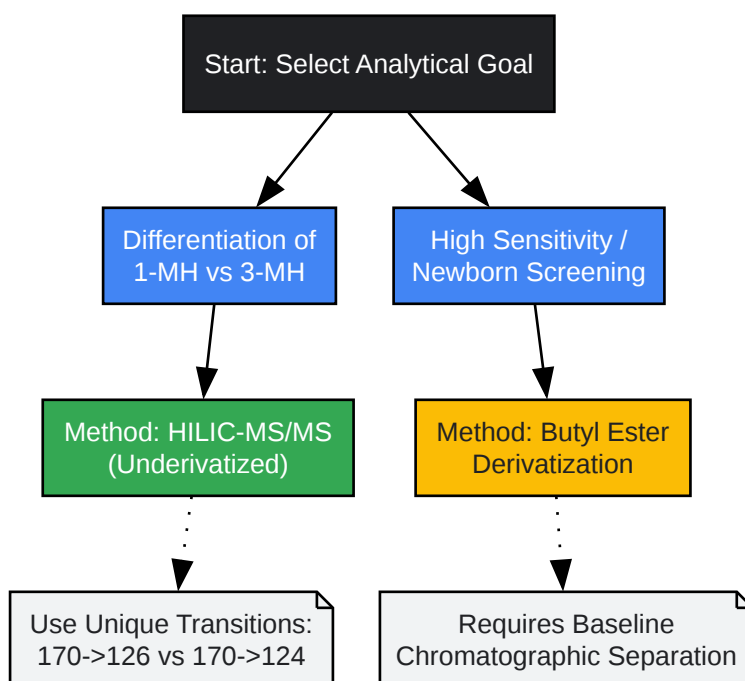 Start: Select Analytical Goal
Differentiation of
1-MH vs 3-MH
High Sensitivity /
Newborn Screening
Method: HILIC-MS/MS
(Underivatized)
Method: Butyl Ester
Derivatization
Use Unique Transitions:
170->126 vs 170->124
Requires Baseline
Chromatographic Separation